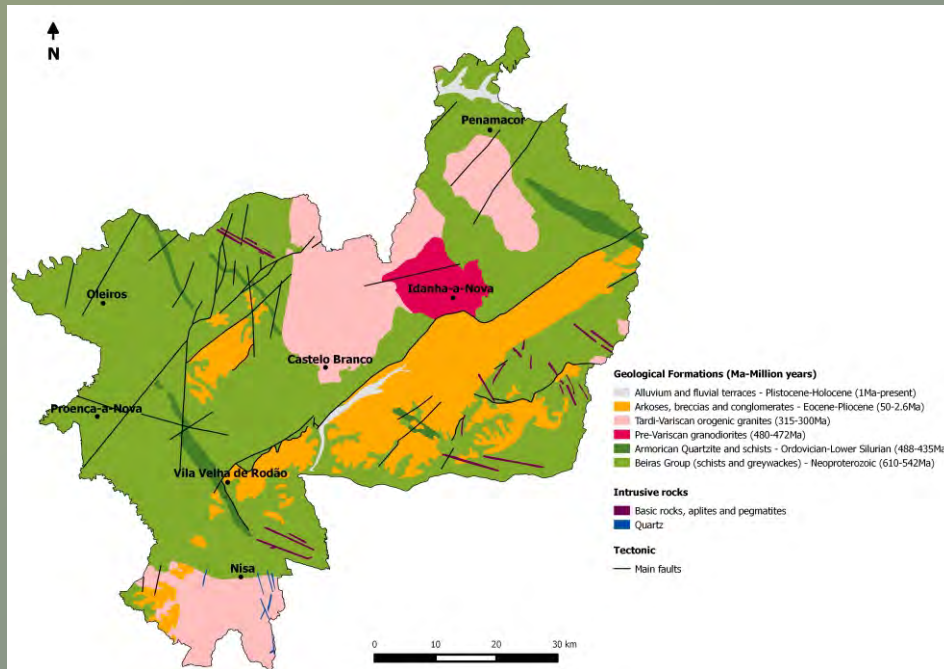 N
Penamacor
Idanha-a-Nova
Oleiros
Castelo Branco
Proença-a-Nova
Vila Velha de Rodão
Nisa
Geological Formations (Ma-Million years)
Alluvium and fluvial terraces - Plistocene-Holocene (1Ma-present)
Arkoses, breccias and conglomerates - Eocene-Pliocene (50-2.6Ma)
Tardi-Variscan orogenic granites (315-300Ma)
Pre-Variscan granodiorites (480-472Ma)
Armorican Quartzite and schists - Ordovician-Lower Silurian (488-435Ma
Beiras Group (schists and greywackes) - Neoproterozoic (610-542Ma)
Intrusive rocks
Basic rocks, aplites and pegmatites
Quartz
Tectonic
Main faults
0 10 20 30 km